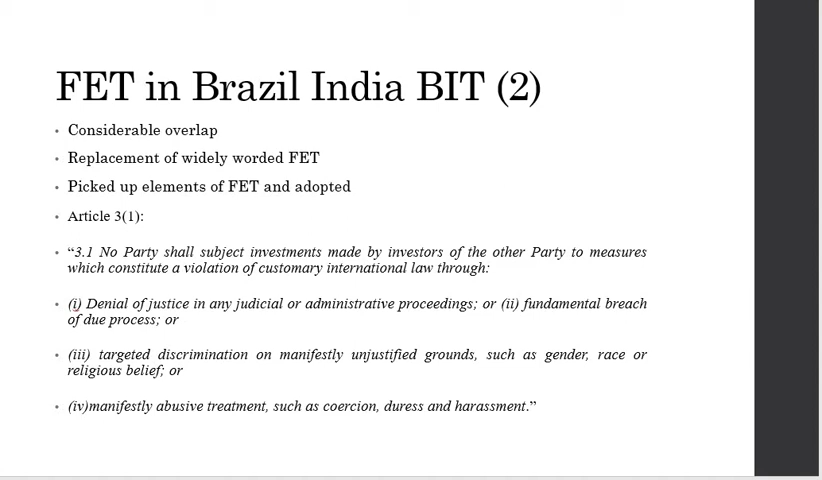 FET in Brazil India BIT (2)
• Considerable overlap
• Replacement of widely worded FET
• Picked up elements of FET and adopted
• Article 3(1):
• “3.1 No Party shall subject investments made by investors of the other Party to measures
which constitute a violation of customary international law through:
• (i) Denial of justice in any judicial or administrative proceedings; or (ii) fundamental breach
of due process; or
• (iii) targeted discrimination on manifestly unjustified grounds, such as gender, race or
religious belief; or
• (iv)manifestly abusive treatment, such as coercion, duress and harassment.”